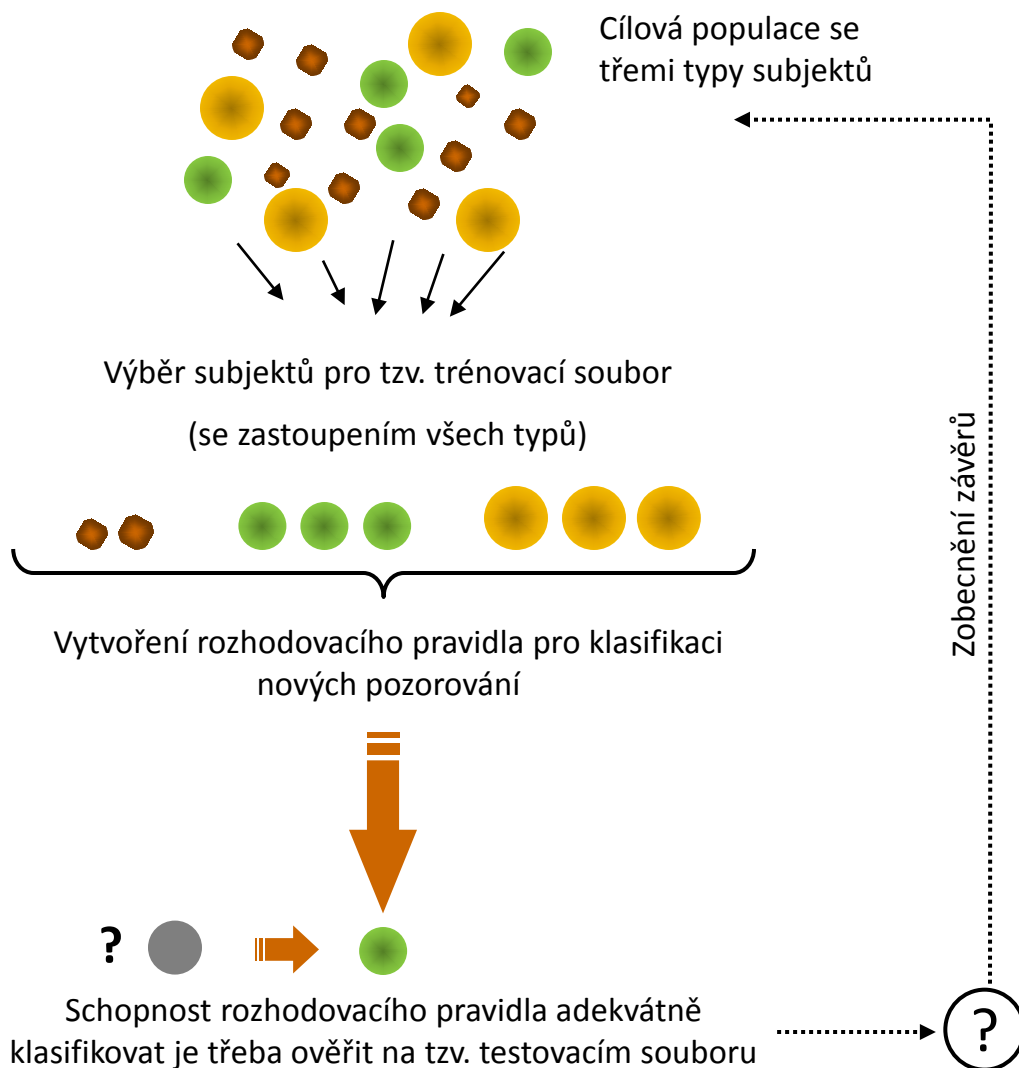 Cílová populace se
třemi typy subjektů
Výběr subjektů pro tzv. trénovací soubor
(se zastoupením všech typů)
Vytvoření rozhodovacího pravidla pro klasifikaci
nových pozorování
Zobecnění závěrů
?
Schopnost rozhodovacího pravidla adekvátně
klasifikovat je třeba ověřit na tzv. testovacím souboru
?